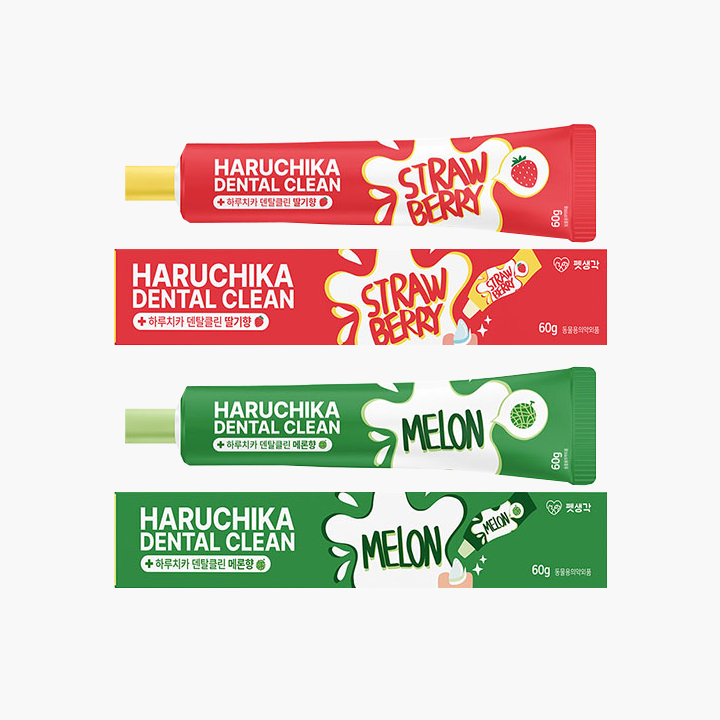 HARUCHIKA
DENTAL CLEAN
+ 하루치카 덴탈클린 딸기향
STRAW
BERRY
60g
HARUCHIKA
DENTAL CLEAN
+ 하루치카 덴탈클린 딸기향
STRAW
BERRY
STRAW
BERRY
펫생각
60g 동물용의약외품
HARUCHIKA
DENTAL CLEAN
+ 하루치카 덴탈클린 메론향
MELON
60g
HARUCHIKA
DENTAL CLEAN
+ 하루치카 덴탈클린 메론향
MELON
MELON
펫생각
60g 동물용의약외품